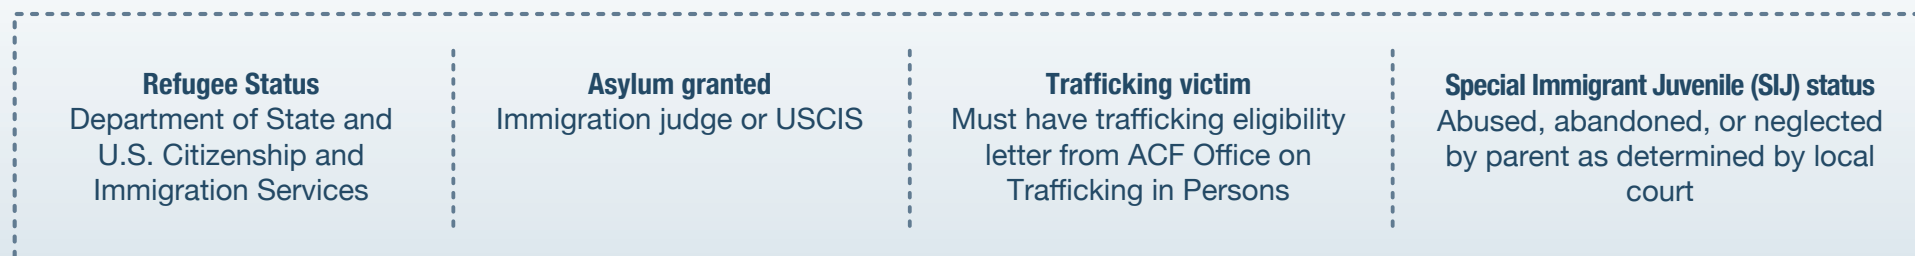 Refugee Status
Department of State and
U.S. Citizenship and
Immigration Services
Asylum granted
Immigration judge or USCIS
Trafficking victim
Must have trafficking eligibility
letter from ACF Office on
Trafficking in Persons
Special Immigrant Juvenile (SIJ) status
Abused, abandoned, or neglected
by parent as determined by local
court